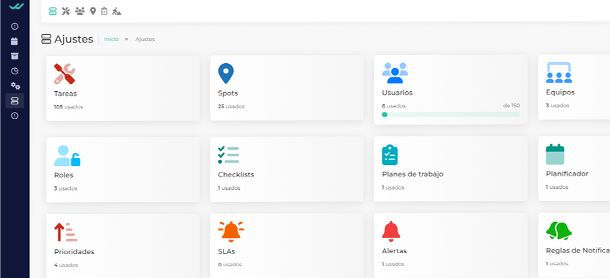 Ajustes Inicio » Ajustes
Tareas
105 usados
Spots
25 usados
Usuarios
6 usados de 150
Equipos
3 usados
Roles
3 usados
Checklists
1 usados
Planes de trabajo
1 usados
Planificador
1 usados
Prioridades
4 usados
SLAs
0 usados
Alertas
1 usados
Reglas de Notifica
1 usados